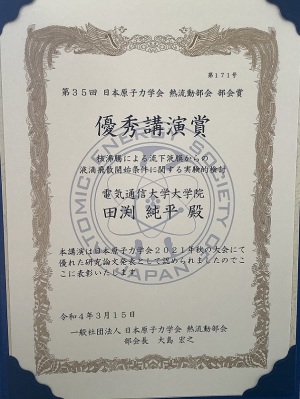 第171号
第35回 日本原子力学会 熱流動部会 部会賞
優秀講演賞
核沸騰による流下液膜からの
液滴飛散開始条件に関する実験的検討
電気通信大学大学院
田渕 純平 殿
本講演は日本原子力学会2021年秋の大会にて
優れた研究論文発表として認められましたのでこ
こに表彰いたします。
令和4年3月15日
一般社団法人 日本原子力学会 熱流動部会
部会長 大島 宏之
ATOMIC ENERGY SOCIETY OF JAPAN